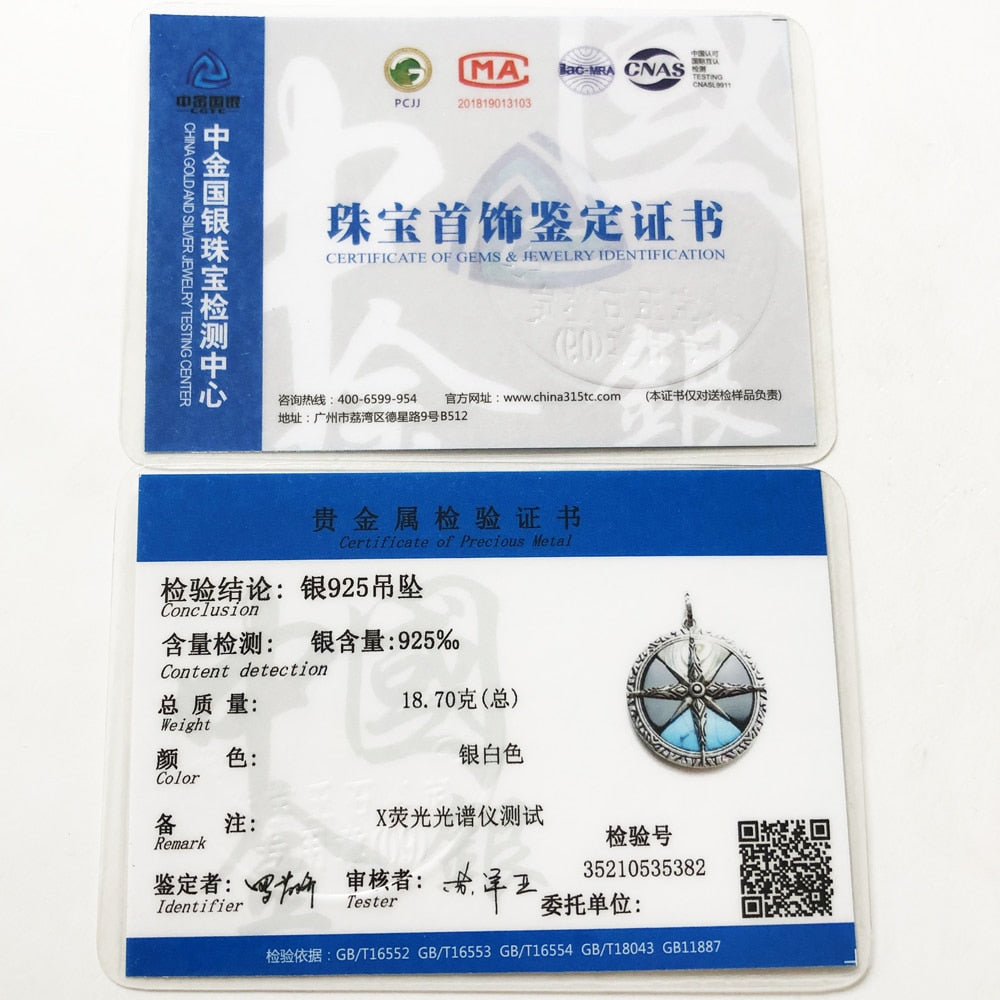 中金国银
CGTC
中金国银珠宝检测中心
CHINA GOLD AND SILVER JEWELRY TESTING CENTER
PCJJ
MA
201819013103
ilac-MRA
CNAS
中国认可
国际互认
检测
TESTING
CNASL9911
珠宝首饰鉴定证书
CERTIFICATE OF GEMS & JEWELRY IDENTIFICATION
咨询热线：400-6599-954 官方网址：www.china315tc.com (本证书仅对送检样品负责)
地址：广州市荔湾区德星路9号B512
贵金属检验证书
Certificate of Precious Metal
检验结论: 银925吊坠
Conclusion
含量检测: 银含量:925‰
Content detection
总质量: 18.70克(总)
Weight
颜色: 银白色
Color
备注: X荧光光谱仪测试
Remark
检验号
35210535382
鉴定者: 审核者:
Identifier Tester
委托单位:
检验依据：GB/T16552 GB/T16553 GB/T16554 GB/T18043 GB11887